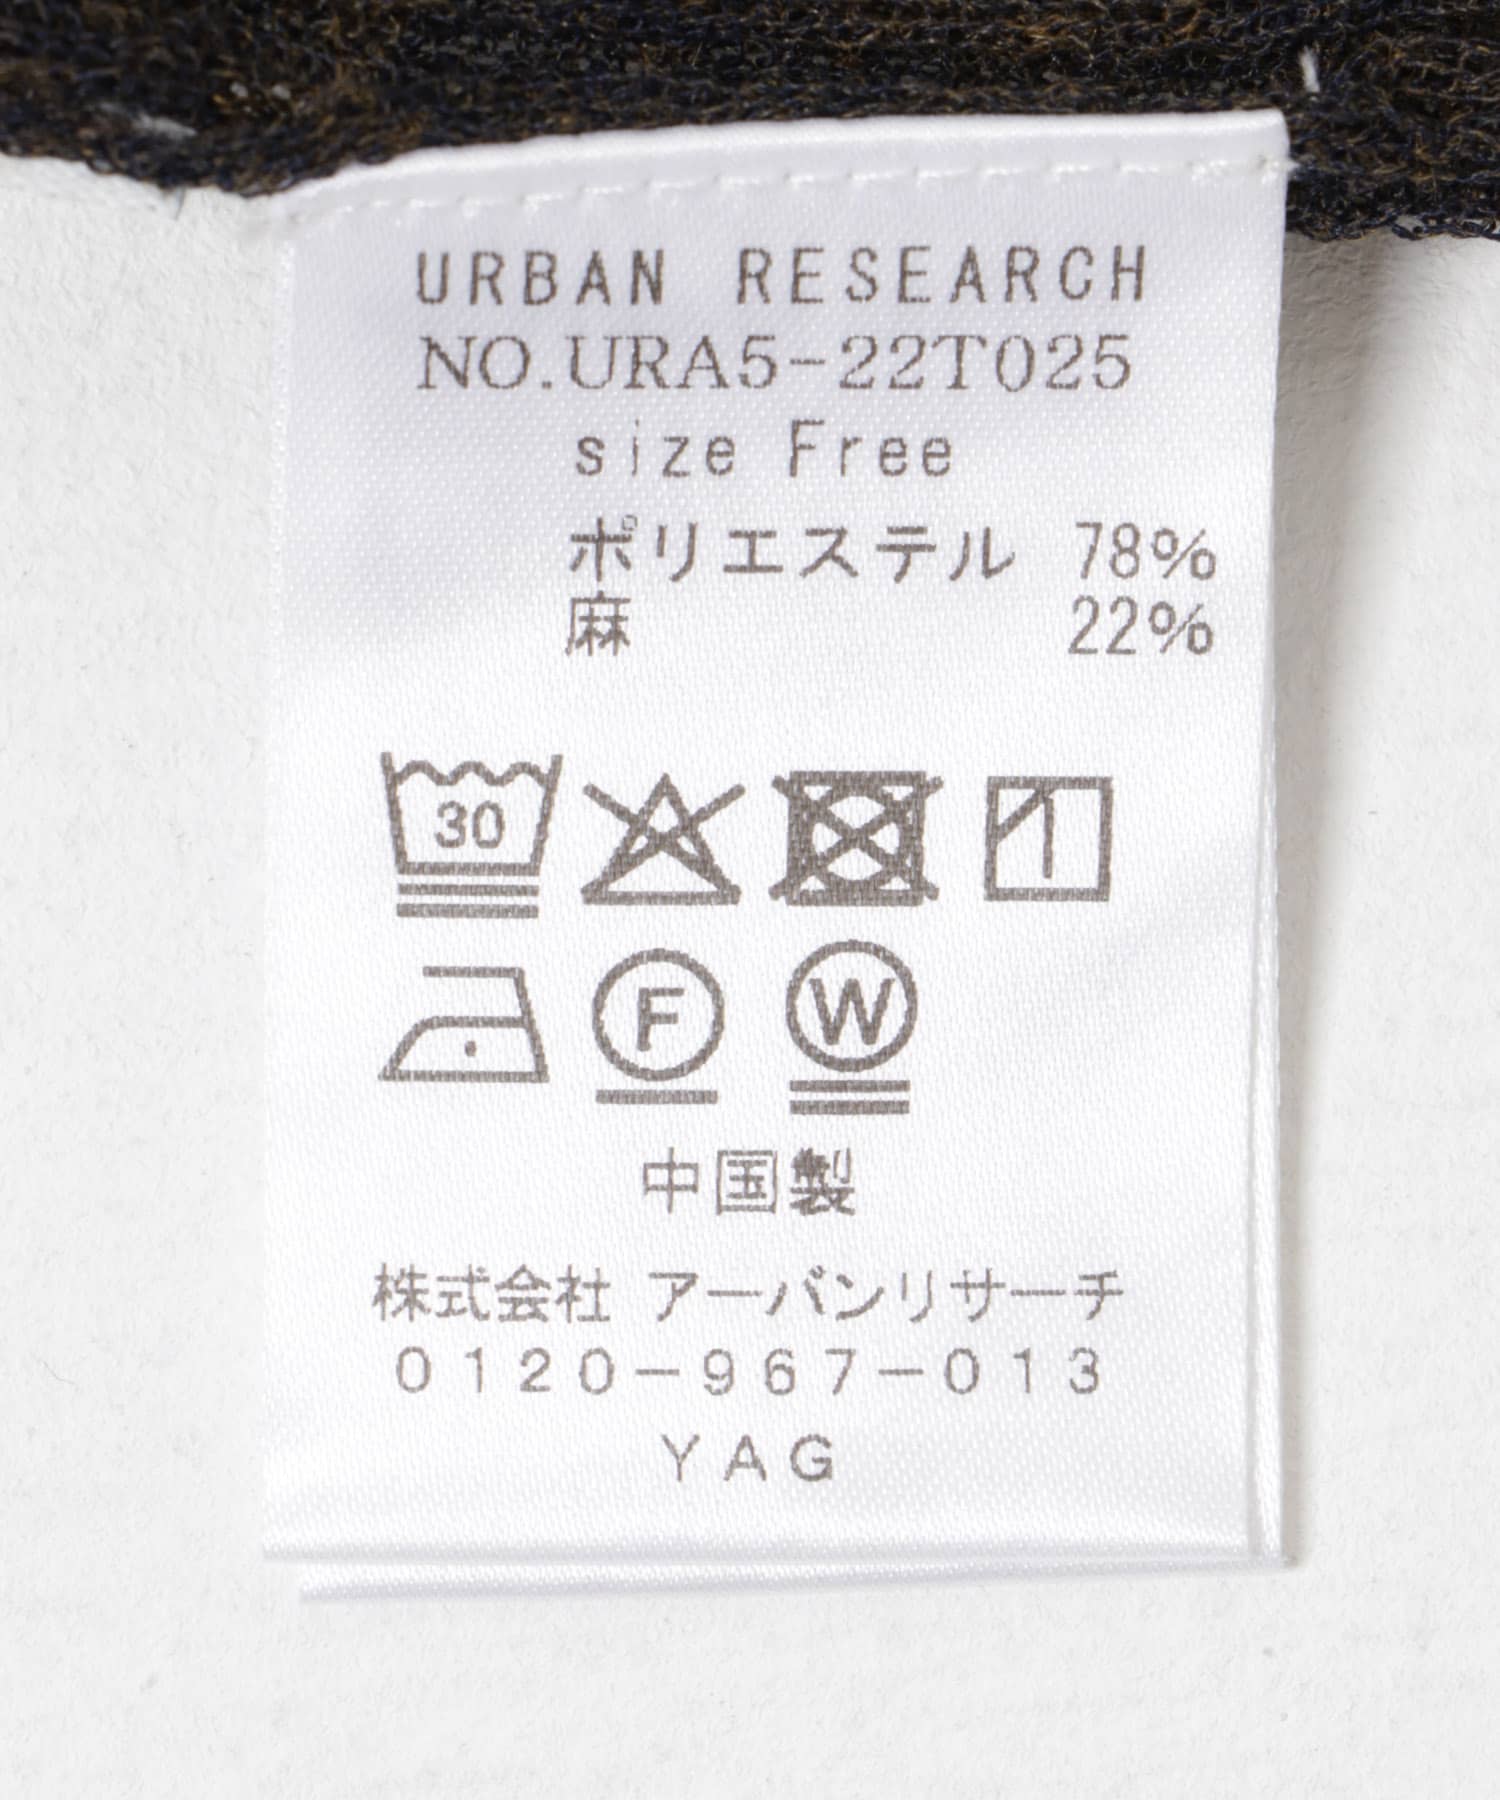 URBAN RESEARCH
NO.URA5-22T025
size Free
ポリエステル 78%
麻 22%
30
F W
中国製
株式会社 アーバンリサーチ
0120-967-013
YAG